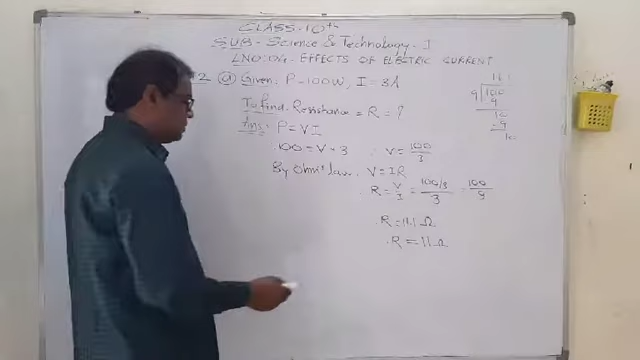 CLASS-10th
SUB - Science & Technology - I
LNO:04 - EFFECTS OF ELECTRIC CURRENT
2 (a) Given: P = 100W, I = 3A
To find: Resistance = R = ?
Ans: P = VI
100 = V × 3 ∴ V = 100/3
By Ohm's law, V = IR
R = V/I = (100/3)/3 = 100/9
R = 11.1 Ω
R = 11 Ω
11.1
9 100
9
10
-9
10